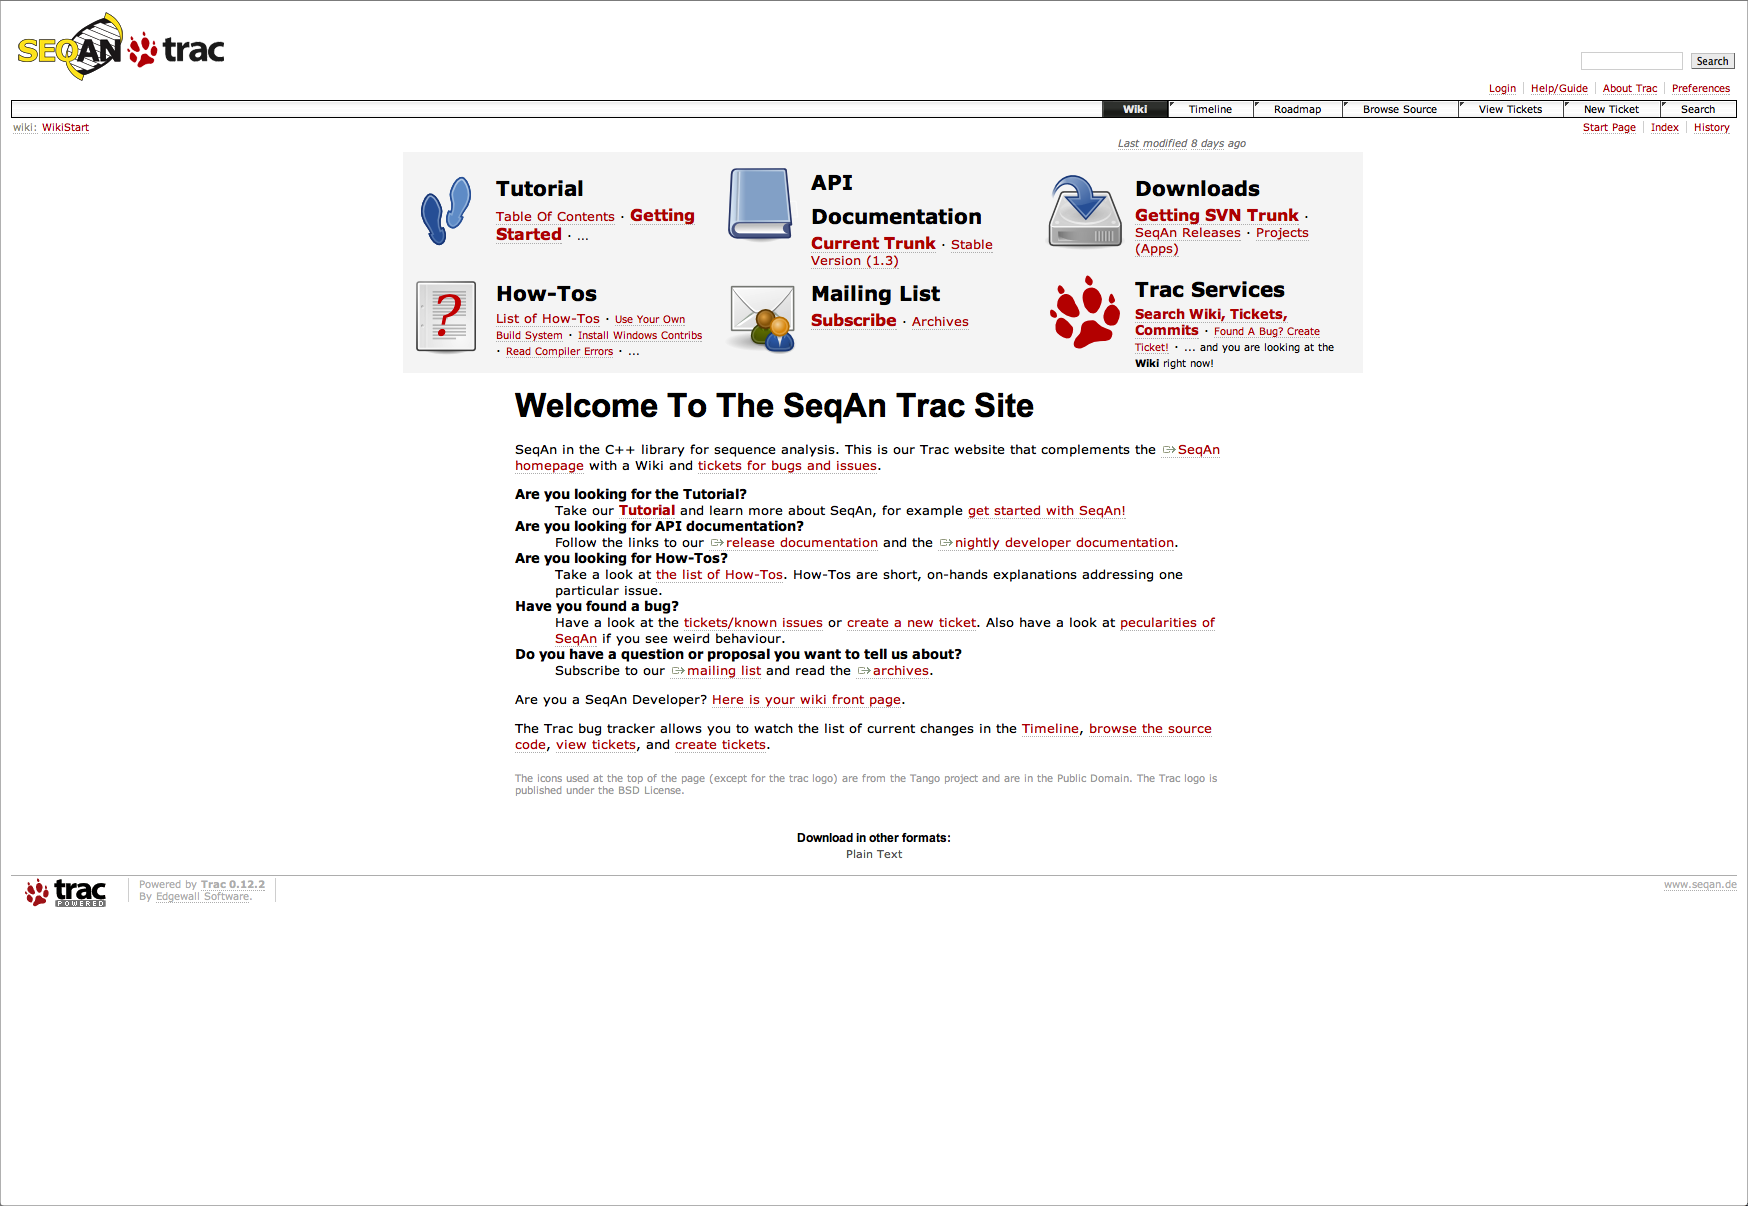 SEQAN trac
Search
Login Help/Guide About Trac Preferences
Wiki Timeline Roadmap Browse Source View Tickets New Ticket Search
wiki: WikiStart
Start Page Index History
Last modified 8 days ago
Tutorial
Table Of Contents · Getting
Started · ...
API
Documentation
Current Trunk · Stable
Version (1.3)
Downloads
Getting SVN Trunk ·
SeqAn Releases · Projects
(Apps)
How-Tos
List of How-Tos · Use Your Own
Build System · Install Windows Contribs
· Read Compiler Errors · ...
Mailing List
Subscribe · Archives
Trac Services
Search Wiki, Tickets,
Commits · Found A Bug? Create
Ticket! · ... and you are looking at the
Wiki right now!
Welcome To The SeqAn Trac Site
SeqAn in the C++ library for sequence analysis. This is our Trac website that complements the SeqAn
homepage with a Wiki and tickets for bugs and issues.
Are you looking for the Tutorial?
Take our Tutorial and learn more about SeqAn, for example get started with SeqAn!
Are you looking for API documentation?
Follow the links to our release documentation and the nightly developer documentation.
Are you looking for How-Tos?
Take a look at the list of How-Tos. How-Tos are short, on-hands explanations addressing one
particular issue.
Have you found a bug?
Have a look at the tickets/known issues or create a new ticket. Also have a look at pecularities of
SeqAn if you see weird behaviour.
Do you have a question or proposal you want to tell us about?
Subscribe to our mailing list and read the archives.
Are you a SeqAn Developer? Here is your wiki front page.
The Trac bug tracker allows you to watch the list of current changes in the Timeline, browse the source
code, view tickets, and create tickets.
The icons used at the top of the page (except for the trac logo) are from the Tango project and are in the Public Domain. The Trac logo is
published under the BSD License.
Download in other formats:
Plain Text
trac
POWERED
Powered by Trac 0.12.2
By Edgewall Software.
www.seqan.de